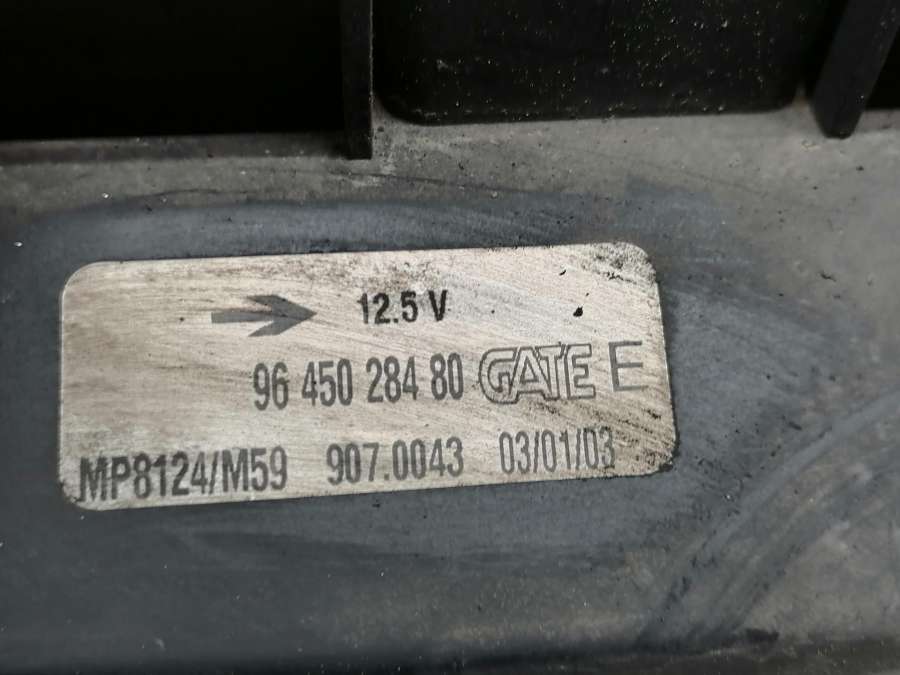 12.5 V
96 450 284 80 GATE E
MP8124/M59 907.0043 03/01/03